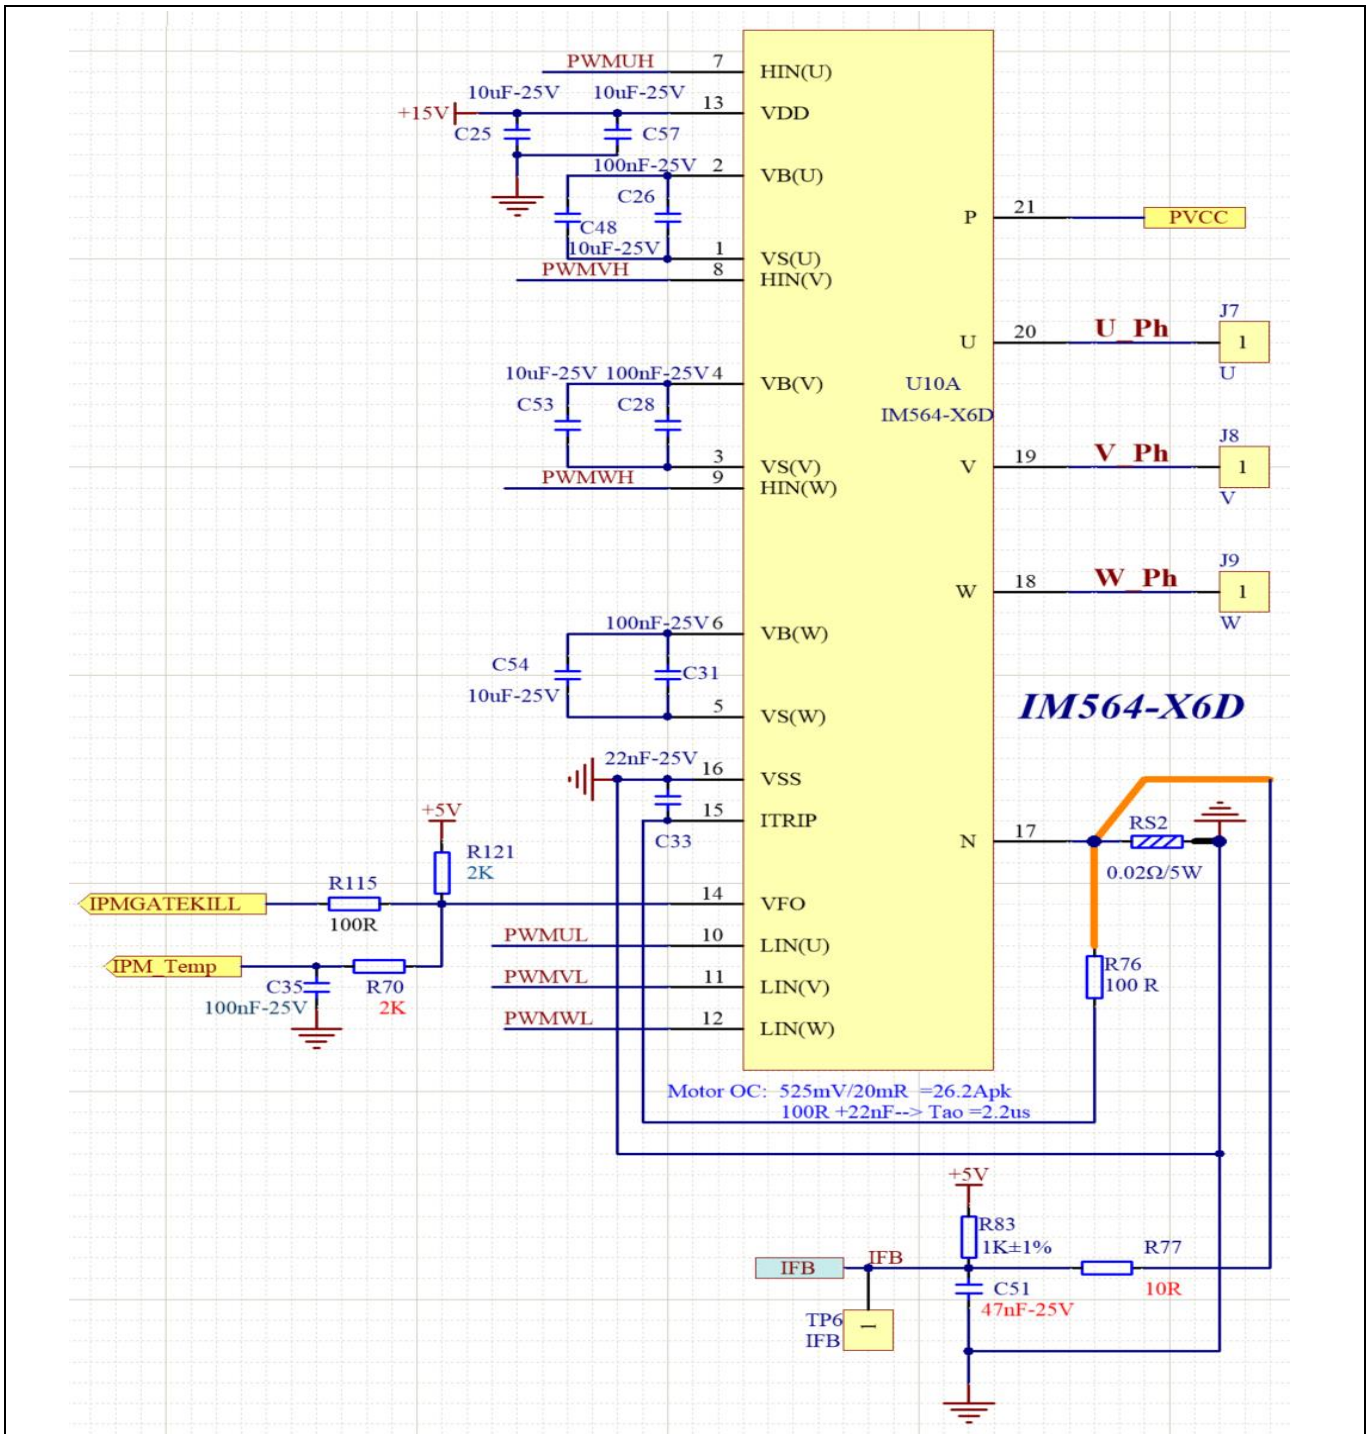 PWMUH
7
HIN(U)
10uF-25V
10uF-25V
+15V
13
VDD
C25
C57
100nF-25V
2
VB(U)
C26
C48
10uF-25V
1
VS(U)
PWMVH
8
HIN(V)
P
21
PVCC
U
20
U_Ph
J7
1
U
10uF-25V
100nF-25V
4
VB(V)
C53
C28
U10A
IM564-X6D
3
VS(V)
PWMWH
9
HIN(W)
V
19
V_Ph
J8
1
V
W
18
W_Ph
J9
1
W
100nF-25V
6
VB(W)
C54
C31
10uF-25V
5
VS(W)
IM564-X6D
22nF-25V
16
VSS
15
ITRIP
C33
N
17
RS2
0.02Ω/5W
+5V
R121
2K
IPMGATEKILL
R115
100R
14
VFO
PWMUL
10
LIN(U)
IPM_Temp
C35
100nF-25V
R70
2K
PWMVL
11
LIN(V)
PWMWL
12
LIN(W)
R76
100 R
Motor OC: 525mV/20mR =26.2Apk
100R +22nF--> Tao =2.2us
+5V
R83
1K±1%
IFB
IFB
R77
10R
C51
47nF-25V
TP6
IFB
1